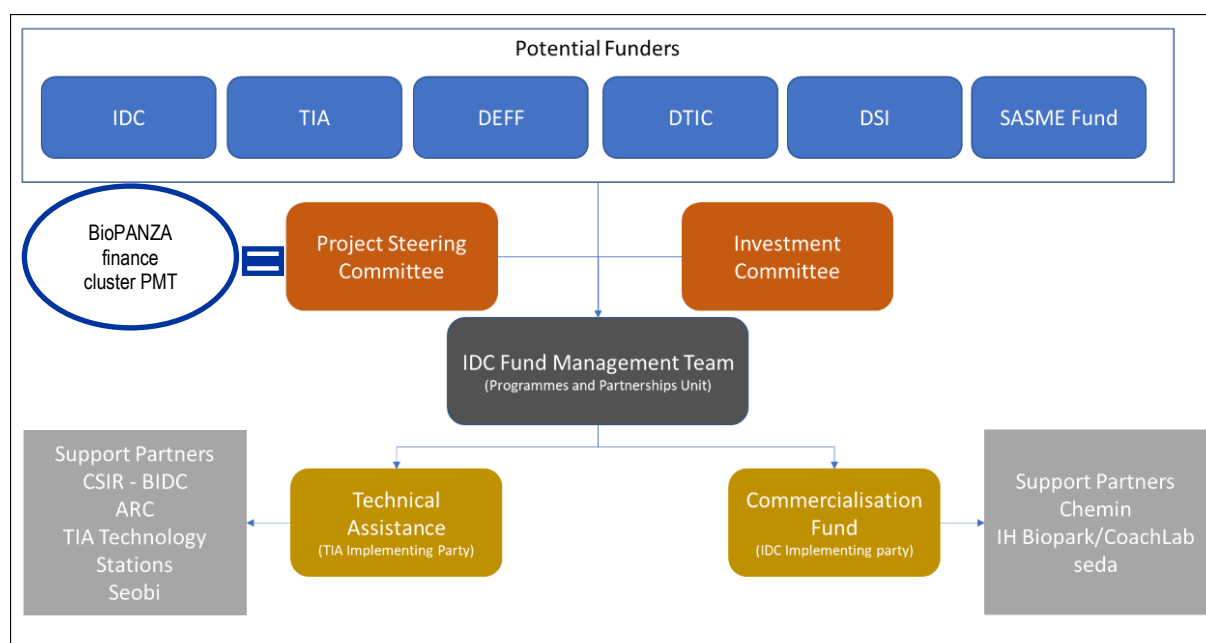 Potential Funders
IDC
TIA
DEFF
DTIC
DSI
SASME Fund
BioPANZA
finance
cluster PMT
Project Steering
Committee
Investment
Committee
IDC Fund Management Team
(Programmes and Partnerships Unit)
Support Partners
CSIR - BIDC
ARC
TIA Technology
Stations
Seobi
Technical
Assistance
(TIA Implementing Party)
Commercialisation
Fund
(IDC Implementing party)
Support Partners
Chemin
IH Biopark/CoachLab
seda